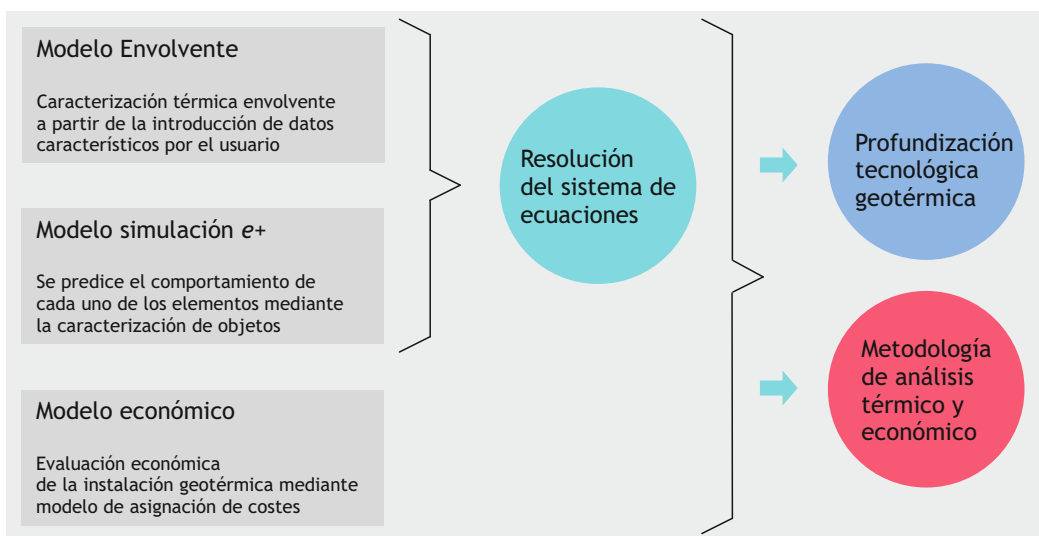 Modelo Envolvente
Caracterización térmica envolvente
a partir de la introducción de datos
característicos por el usuario
Modelo simulación e+
Se predice el comportamiento de
cada uno de los elementos mediante
la caracterización de objetos
Modelo económico
Evaluación económica
de la instalación geotérmica mediante
modelo de asignación de costes
Resolución
del sistema de
ecuaciones
Profundización
tecnológica
geotérmica
Metodología
de análisis
térmico y
económico